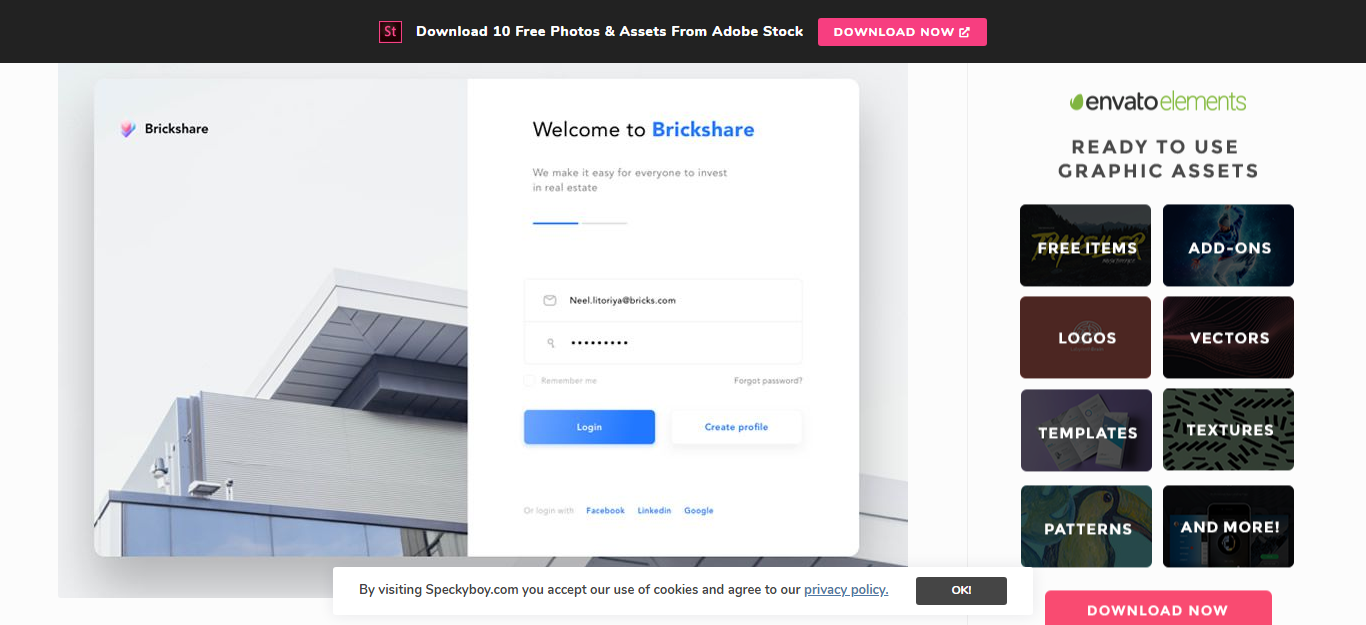 St Download 10 Free Photos & Assets From Adobe Stock DOWNLOAD NOW
Brickshare
Welcome to Brickshare
We make it easy for everyone to invest
in real estate
Neel.litoriya@bricks.com
Remember me Forgot password?
Login Create profile
Or login with Facebook Linkedin Google
envatoelements
READY TO USE
GRAPHIC ASSETS
FREE ITEMS ADD-ONS
LOGOS VECTORS
TEMPLATES TEXTURES
PATTERNS AND MORE!
DOWNLOAD NOW
By visiting Speckyboy.com you accept our use of cookies and agree to our privacy policy. OK!